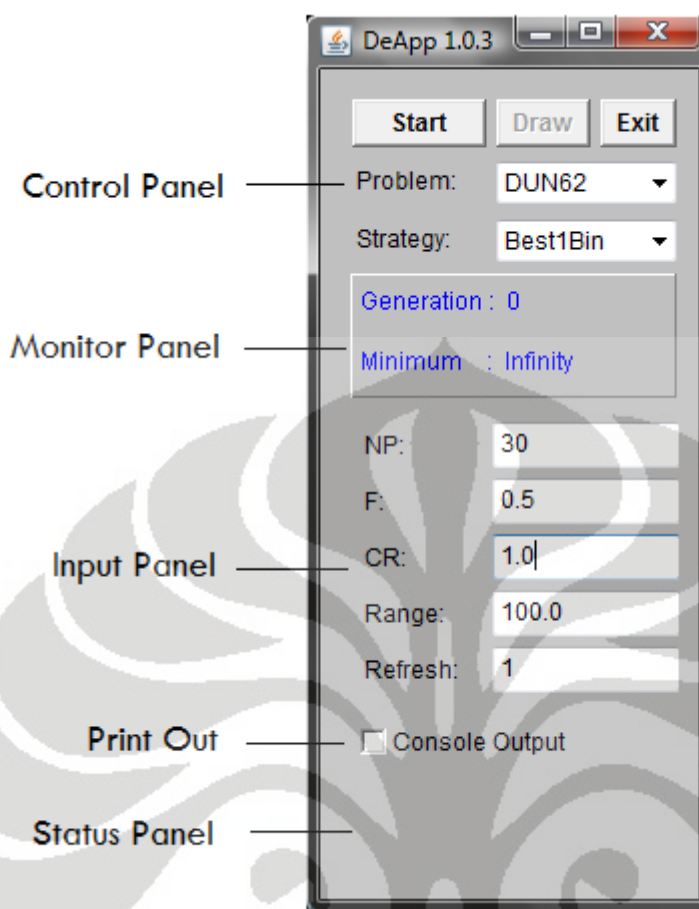 DeApp 1.0.3
Start Draw Exit
Control Panel Problem: DUN62
Strategy: Best1Bin
Generation : 0
Monitor Panel
Minimum : Infinity
NP: 30
F: 0.5
Input Panel CR: 1.0
Range: 100.0
Refresh: 1
Print Out Console Output
Status Panel